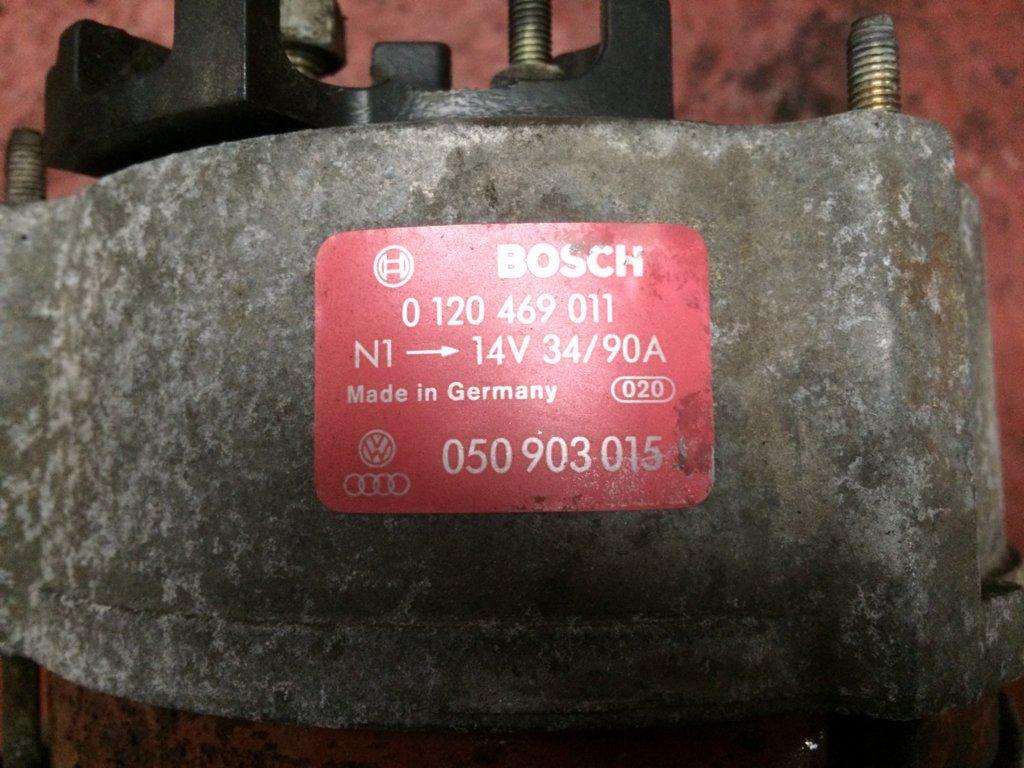 BOSCH
0 120 469 011
N1 → 14V 34/90A
Made in Germany 020
050 903 015